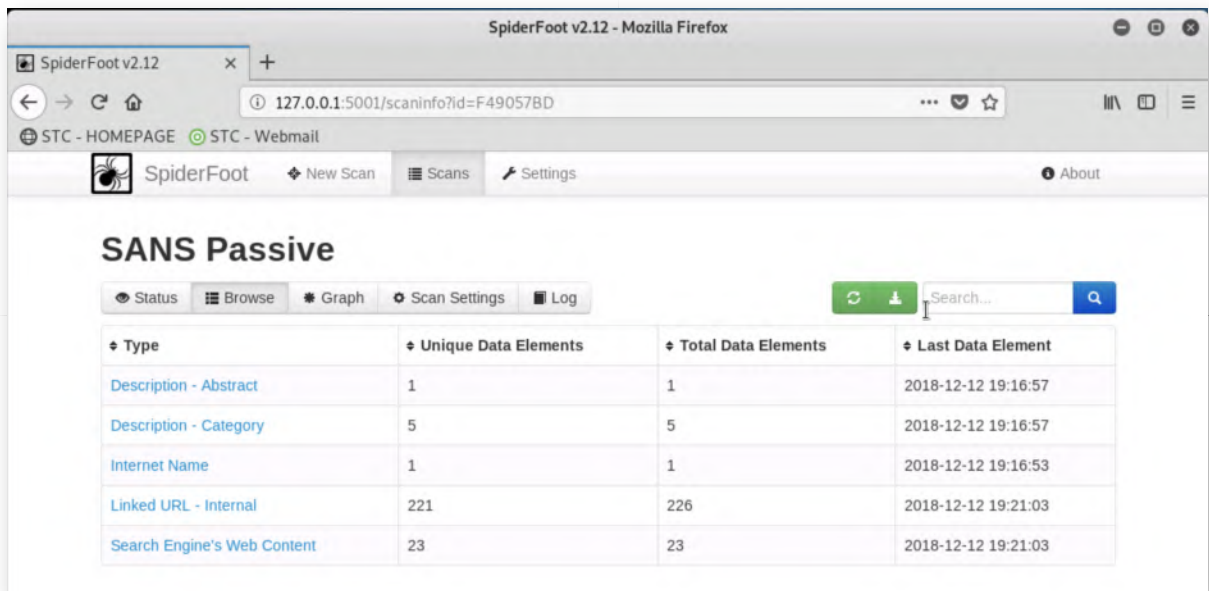 SpiderFoot v2.12 - Mozilla Firefox
SpiderFoot v2.12
127.0.0.1:5001/scaninfo?id=F49057BD
STC - HOMEPAGE STC - Webmail
SpiderFoot New Scan Scans Settings About
SANS Passive
Status Browse Graph Scan Settings Log Search...
Type Unique Data Elements Total Data Elements Last Data Element
Description - Abstract 1 1 2018-12-12 19:16:57
Description - Category 5 5 2018-12-12 19:16:57
Internet Name 1 1 2018-12-12 19:16:53
Linked URL - Internal 221 226 2018-12-12 19:21:03
Search Engine's Web Content 23 23 2018-12-12 19:21:03